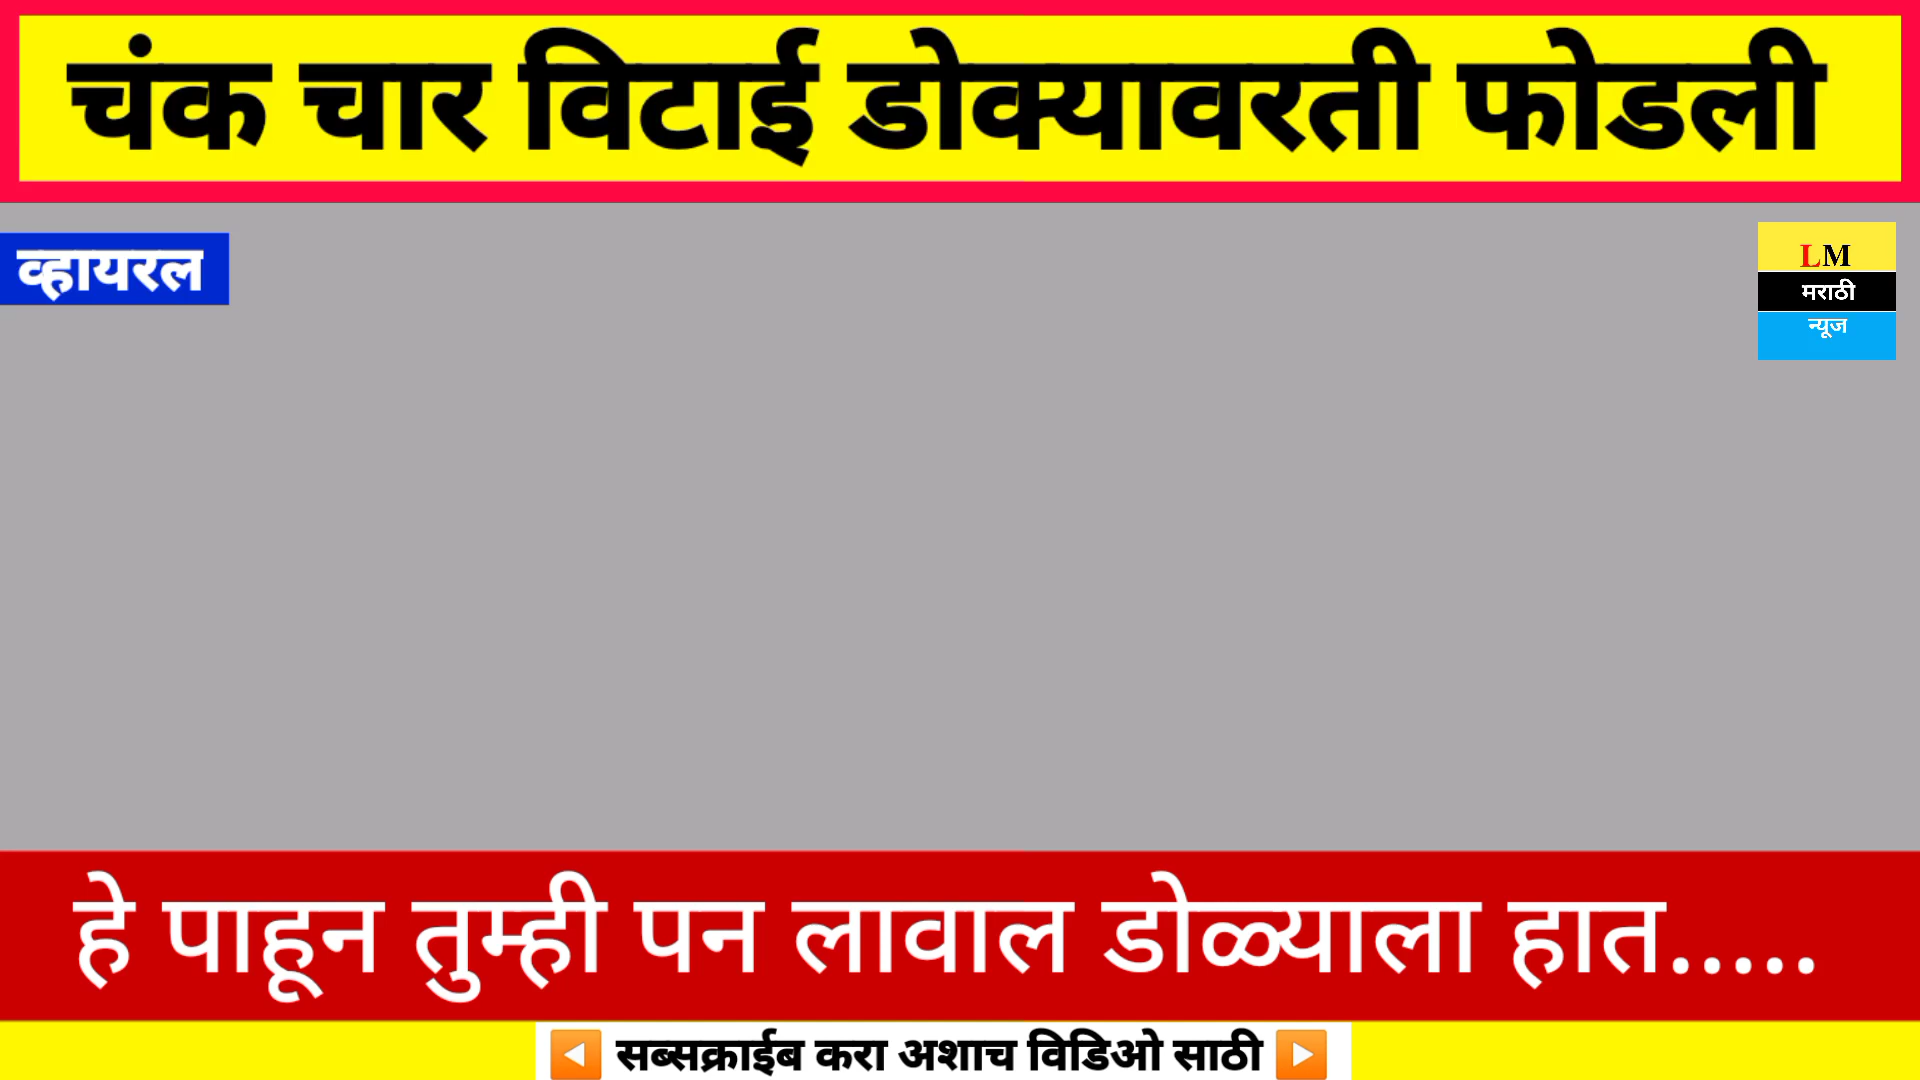 चंक चार विटाई डोक्यावरती फोडली
व्हायरल
LM
मराठी
न्यूज
हे पाहून तुम्ही पन लावाल डोळ्याला हात.....
सब्सक्राईब करा अशाच विडिओ साठी